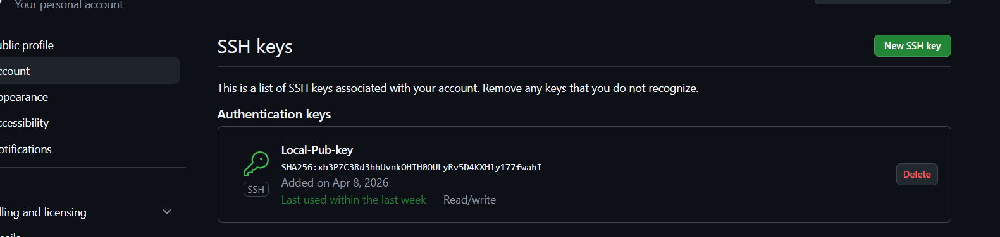 Your personal account
ublic profile
ccount
ppearance
ccessibility
otifications
lling and licensing
SSH keys
New SSH key
This is a list of SSH keys associated with your account. Remove any keys that you do not recognize.
Authentication keys
Local-Pub-key
SHA256:xh3PZC3Rd3hhUvnkOHIH0OULyRv5D4KXHly177fwahI
SSH
Added on Apr 8, 2026
Last used within the last week — Read/write
Delete